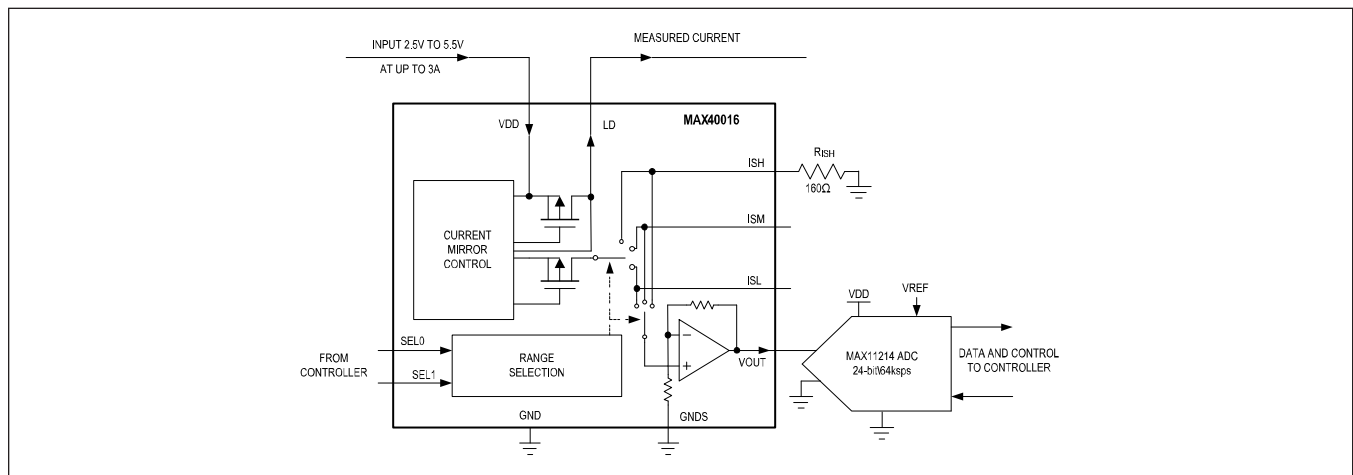 INPUT 2.5V TO 5.5V
AT UP TO 3A
MEASURED CURRENT
MAX40016
VDD
LD
ISH
RISH
160Ω
ISM
CURRENT
MIRROR
CONTROL
ISL
VDD
VREF
SEL0
FROM
CONTROLLER
SEL1
RANGE
SELECTION
−
+
VOUT
MAX11214 ADC
24-bit\64ksps
DATA AND CONTROL
TO CONTROLLER
GND
GNDS